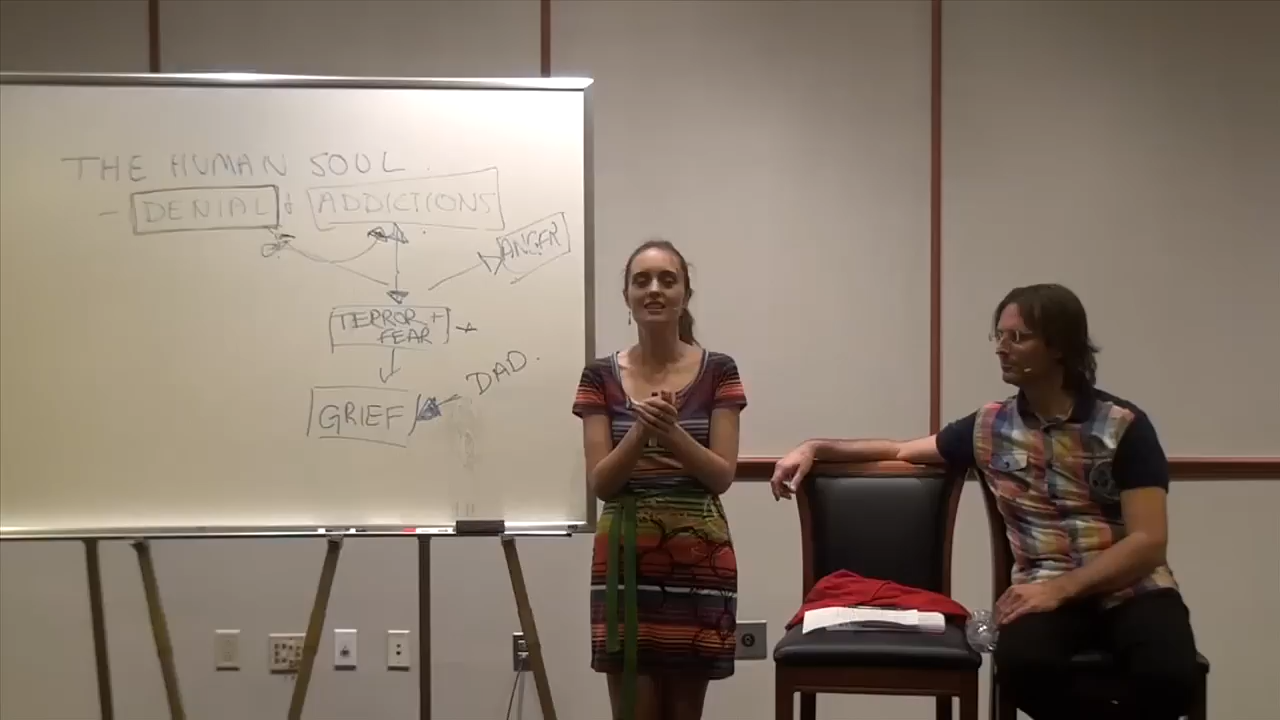 THE HUMAN SOUL.
- DENIAL & ADDICTIONS
ANGER
TERROR +
FEAR
DAD.
GRIEF